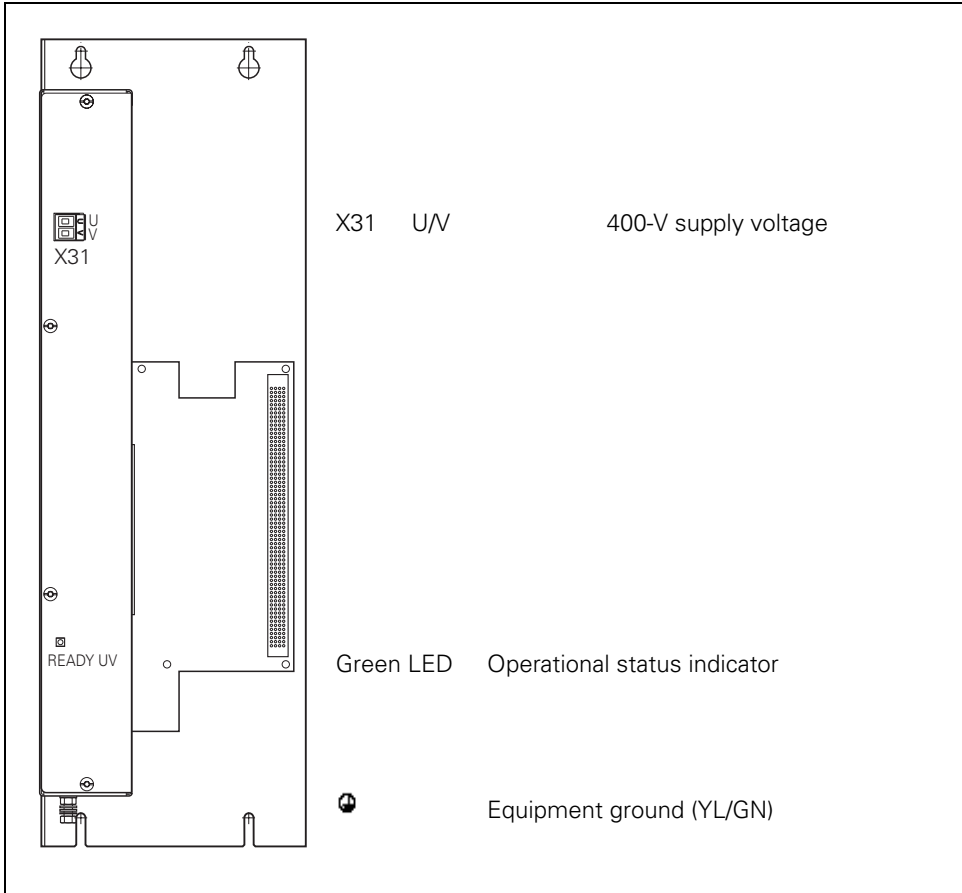 U
V
X31
X31 U/V 400-V supply voltage
READY UV
Green LED Operational status indicator
Equipment ground (YL/GN)